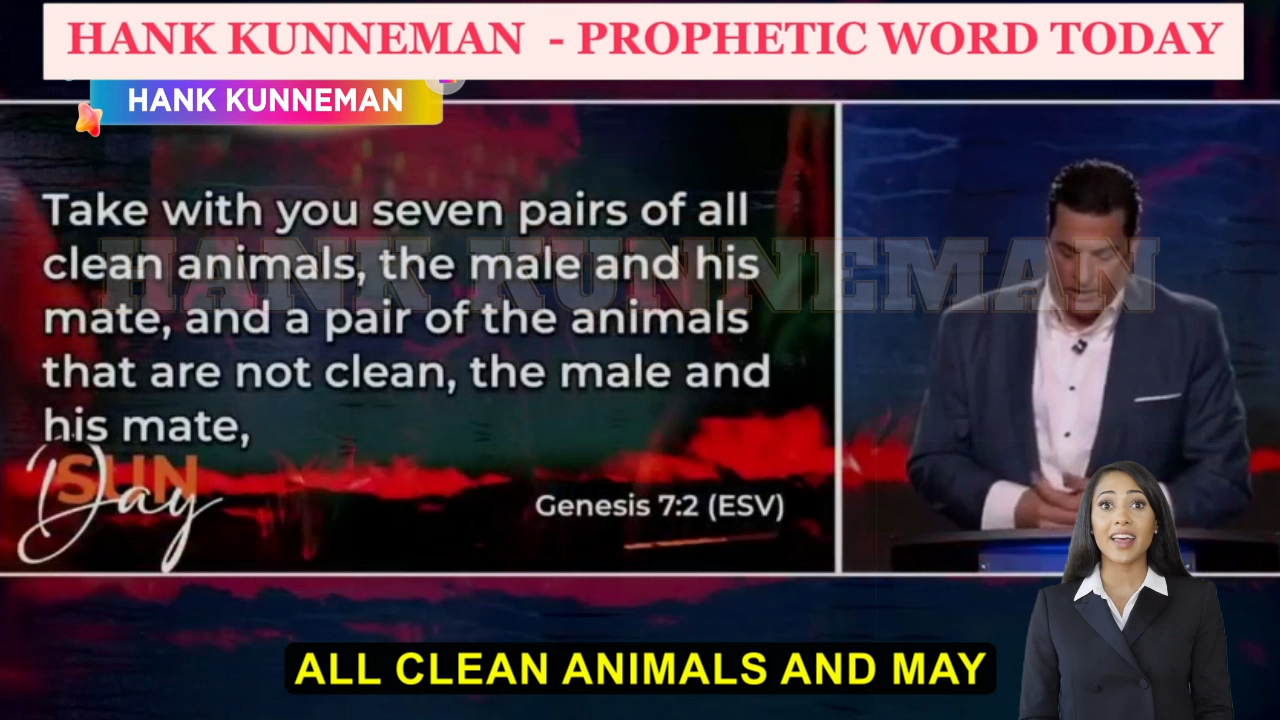 HANK KUNNEMAN - PROPHETIC WORD TODAY
HANK KUNNEMAN
Take with you seven pairs of all
clean animals, the male and his
mate, and a pair of the animals
that are not clean, the male and
his mate,
HANK KUNNEMAN
SUN
Day
Genesis 7:2 (ESV)
ALL CLEAN ANIMALS AND MAY